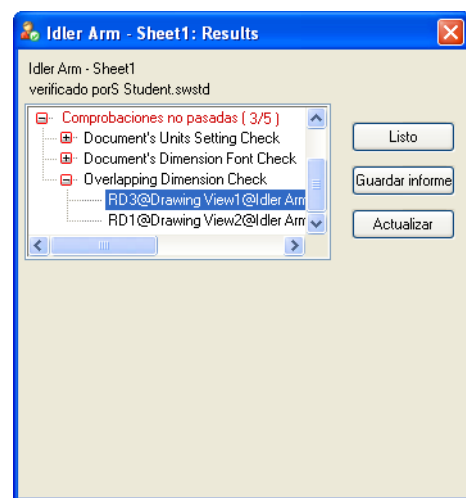 Idler Arm - Sheet1: Results
Idler Arm - Sheet1
verificado porS Student.swstd
Comprobaciones no pasadas ( 3/5 )
Document's Units Setting Check
Document's Dimension Font Check
Overlapping Dimension Check
RD3@Drawing View1@Idler Arm
RD1@Drawing View2@Idler Arm
Listo
Guardar informe
Actualizar